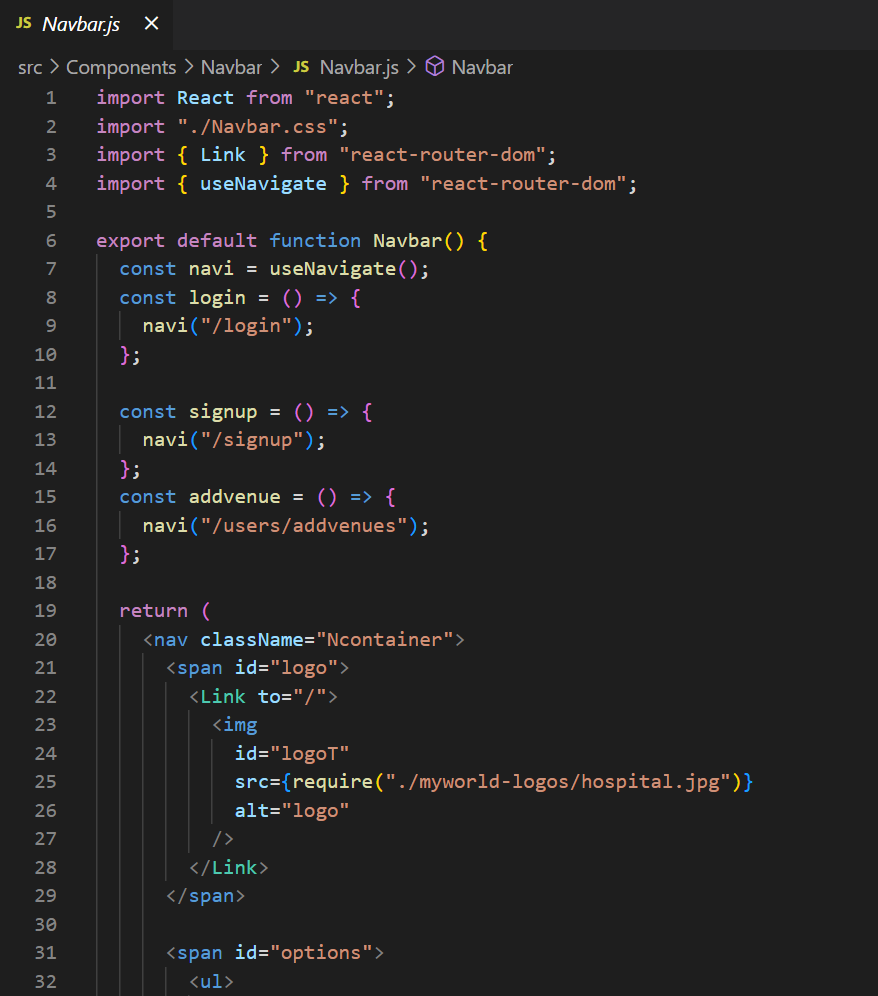 JS Navbar.js ✕
src > Components > Navbar > JS Navbar.js > Navbar
1 import React from "react";
2 import "./Navbar.css";
3 import { Link } from "react-router-dom";
4 import { useNavigate } from "react-router-dom";
5
6 export default function Navbar() {
7   const navi = useNavigate();
8   const login = () => {
9     navi("/login");
10   };
11
12   const signup = () => {
13     navi("/signup");
14   };
15   const addvenue = () => {
16     navi("/users/addvenues");
17   };
18
19   return (
20     <nav className="Ncontainer">
21       <span id="logo">
22         <Link to="/">
23           <img
24             id="logoT"
25             src={require("./myworld-logos/hospital.jpg")}
26             alt="logo"
27           />
28         </Link>
29       </span>
30
31       <span id="options">
32         <ul>